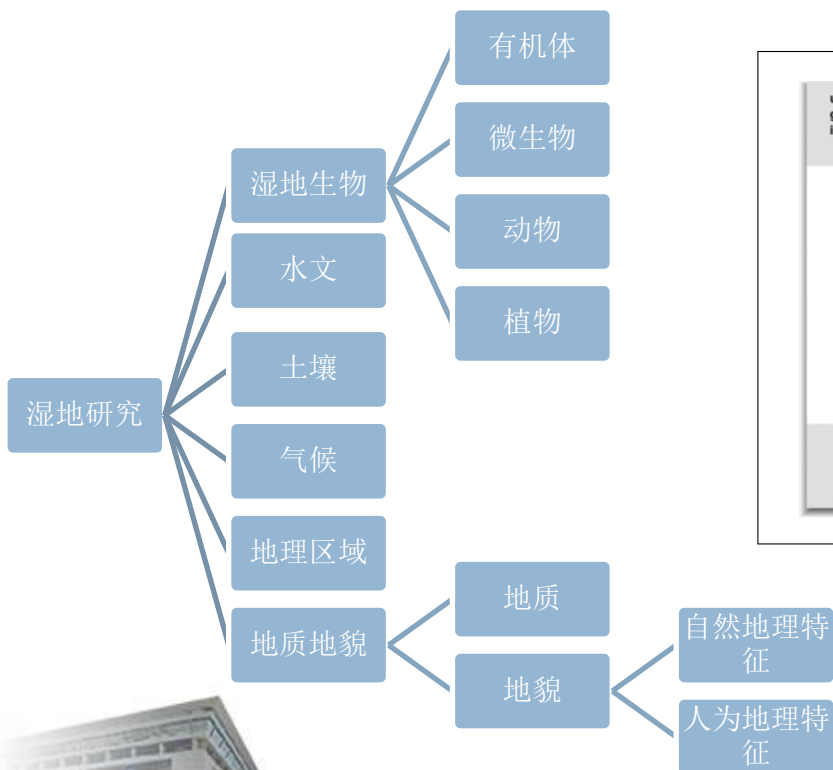 湿地研究
湿地生物
有机体
微生物
动物
植物
水文
土壤
气候
地理区域
地质地貌
地质
地貌
自然地理特
征
人为地理特
征